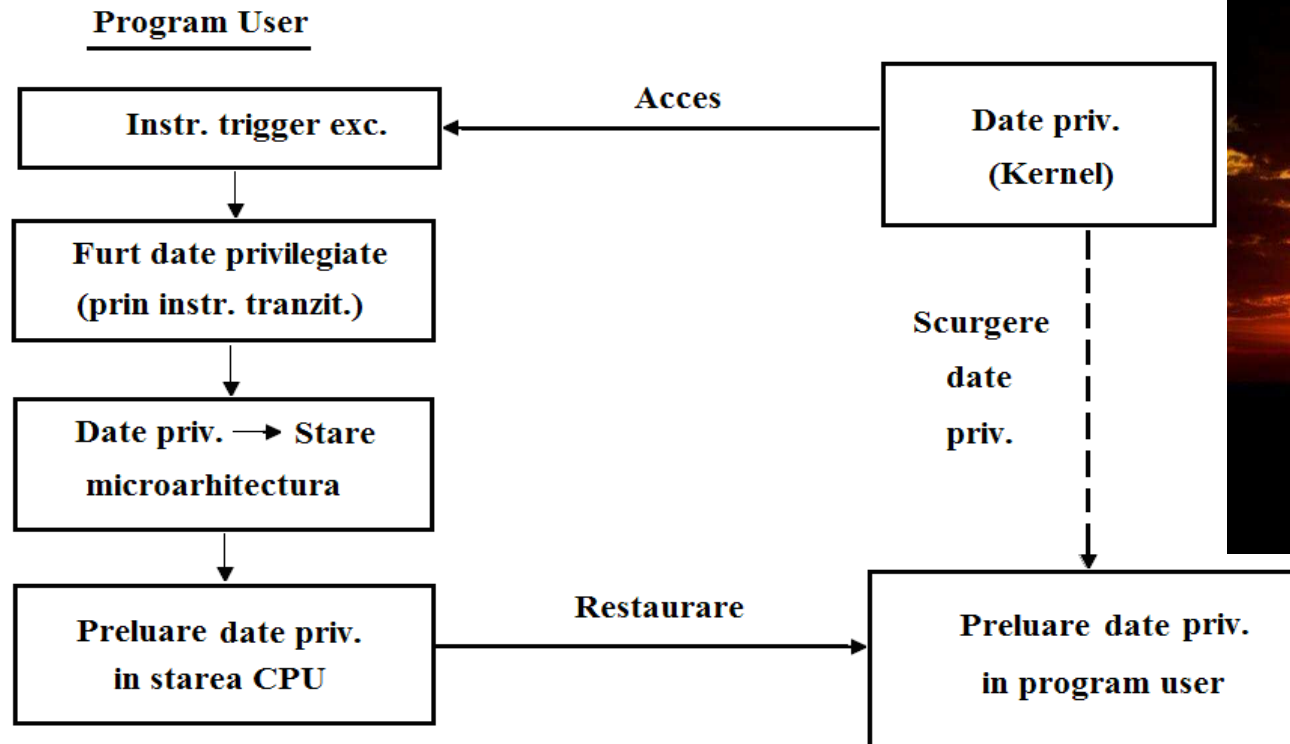 Program User
Instr. trigger exc.
Acces
Date priv.
(Kernel)
Furt date privilegiate
(prin instr. tranzit.)
Scurgere
date
priv.
Date priv. → Stare
microarhitectura
Preluare date priv.
in starea CPU
Restaurare
Preluare date priv.
in program user